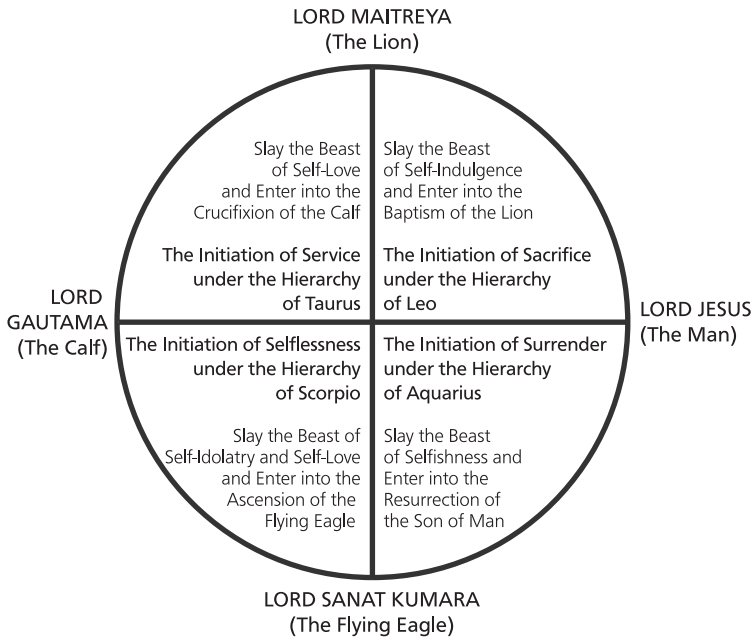 LORD MAITREYA
(The Lion)
Slay the Beast
of Self-Love
and Enter into the
Crucifixion of the Calf
The Initiation of Service
under the Hierarchy
of Taurus
Slay the Beast
of Self-Indulgence
and Enter into the
Baptism of the Lion
The Initiation of Sacrifice
under the Hierarchy
of Leo
LORD
GAUTAMA
(The Calf)
LORD JESUS
(The Man)
The Initiation of Selflessness
under the Hierarchy
of Scorpio
Slay the Beast of
Self-Idolatry and Self-Love
and Enter into the
Ascension of the
Flying Eagle
The Initiation of Surrender
under the Hierarchy
of Aquarius
Slay the Beast
of Selfishness and
Enter into the
Resurrection of
the Son of Man
LORD SANAT KUMARA
(The Flying Eagle)